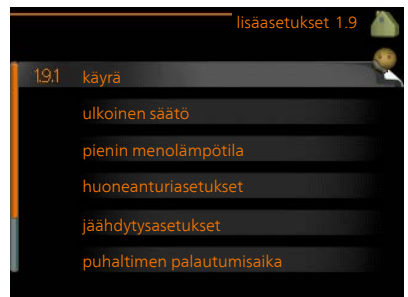 lisäasetukset 1.9
1.9.1 käyrä
ulkoinen säätö
pienin menolämpötila
huoneanturiasetukset
jäähdytysasetukset
puhaltimen palautumisaika